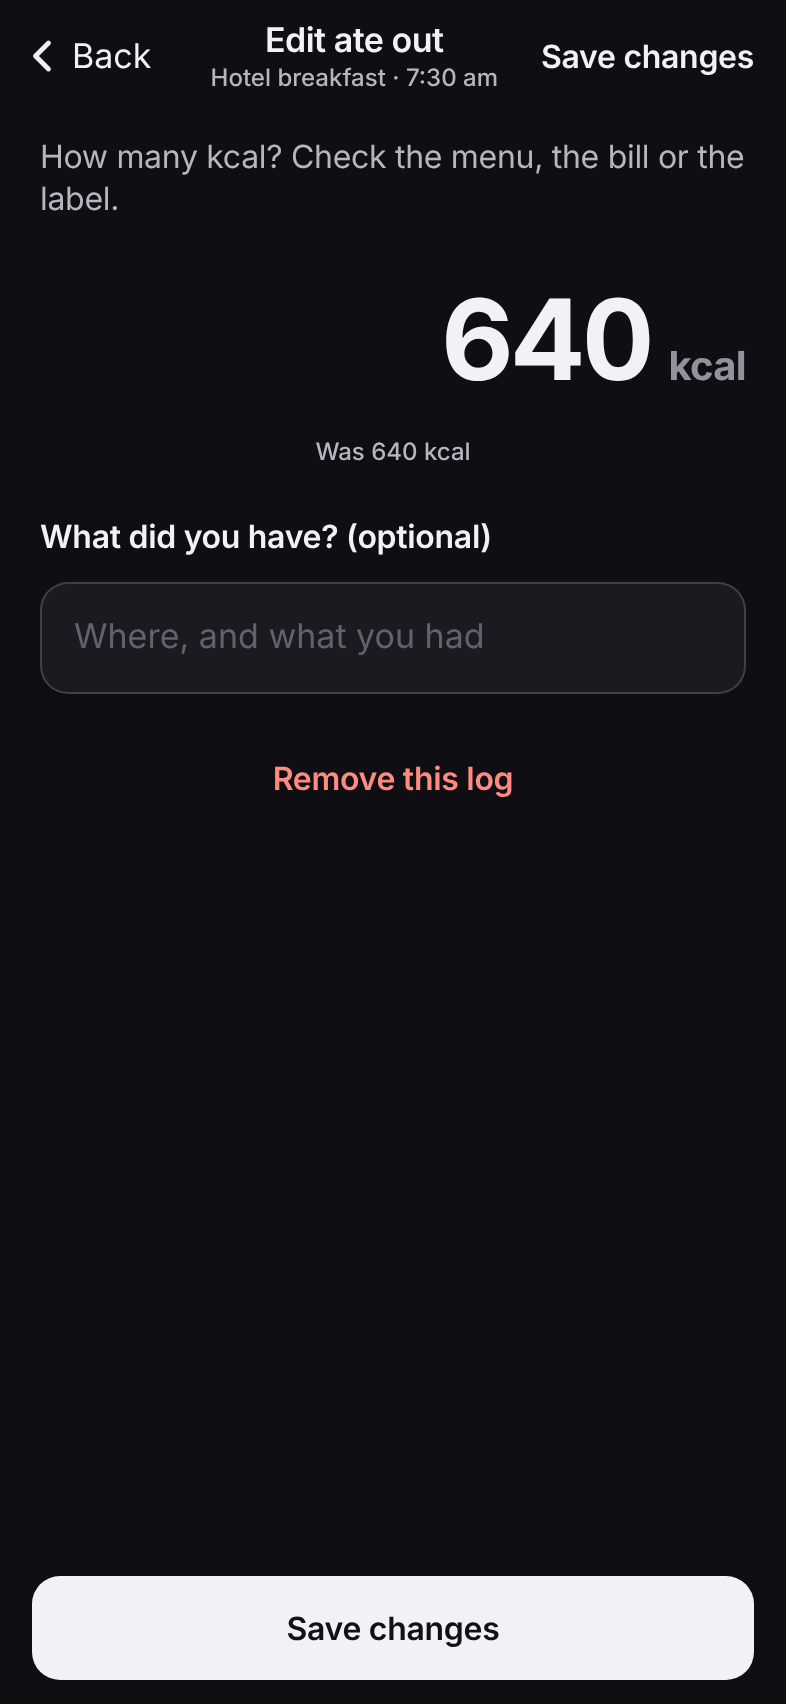 Back
Edit ate out
Hotel breakfast · 7:30 am
Save changes
How many kcal? Check the menu, the bill or the
label.
640 kcal
Was 640 kcal
What did you have? (optional)
Where, and what you had
Remove this log
Save changes